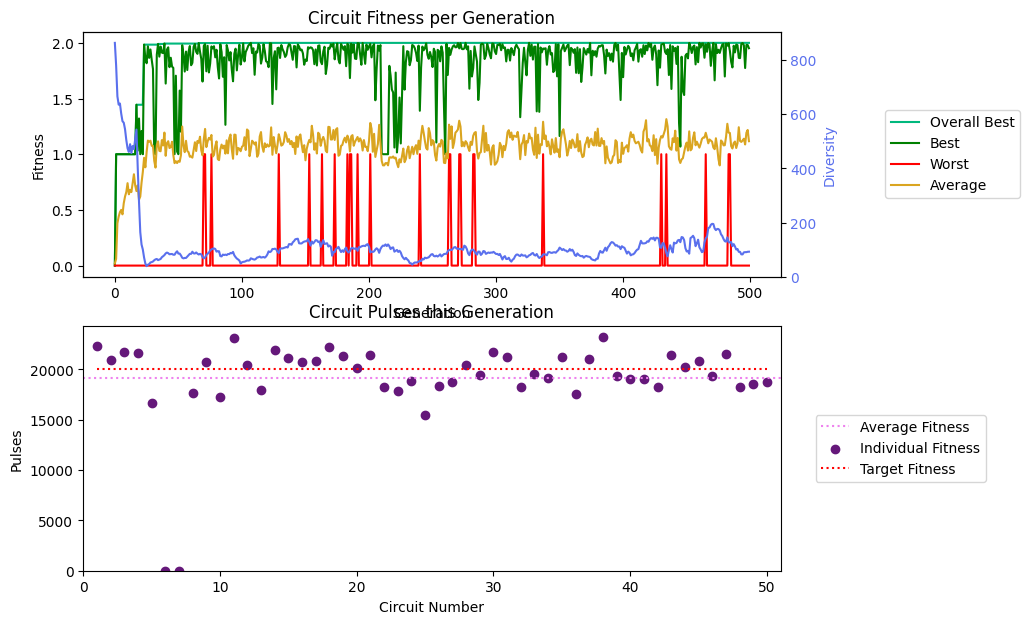 Circuit Fitness per Generation
2.0
1.5
1.0
0.5
0.0
Fitness
800
600
400
200
0
Diversity
0
100
200
300
400
500
Generation
Overall Best
Best
Worst
Average
Circuit Pulses this Generation
20000
15000
10000
5000
0
Pulses
0
10
20
30
40
50
Circuit Number
Average Fitness
Individual Fitness
Target Fitness